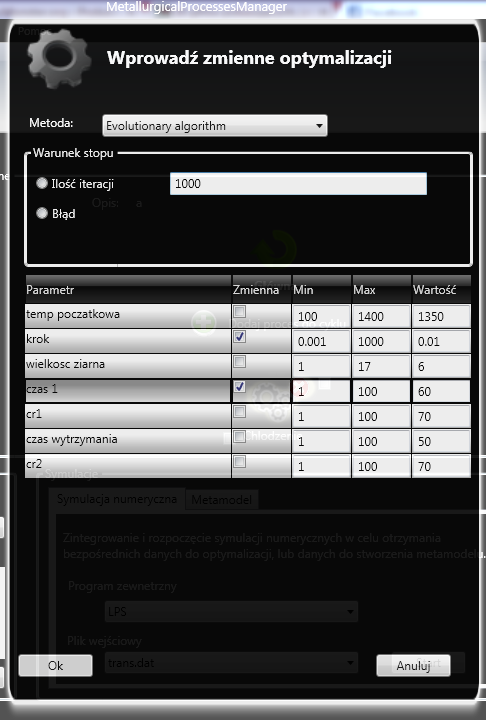 MetallurgicalProcessesManager
Wprowadź zmienne optymalizacji
Metoda: Evolutionary algorithm
Warunek stopu
Ilość iteracji 1000
Błąd
Opis: a
Parametr Zmienna Min Max Wartość
temp poczatkowa 100 1400 1350
krok 0.001 1000 0.01
wielkosc ziarna 1 17 6
czas 1 1 100 60
cr1 1 100 70
czas wytrzymania 1 100 50
cr2 1 100 70
Symulacje
Symulacja numeryczna Metamodel
Zintegrowanie i rozpoczęcie symulacji numerycznych w celu otrzymania
bezpośrednich danych do optymalizacji, lub danych do stworzenia metamodelu.
Program zewnetrzny
LPS
Plik wejściowy
trans.dat
Ok Anuluj